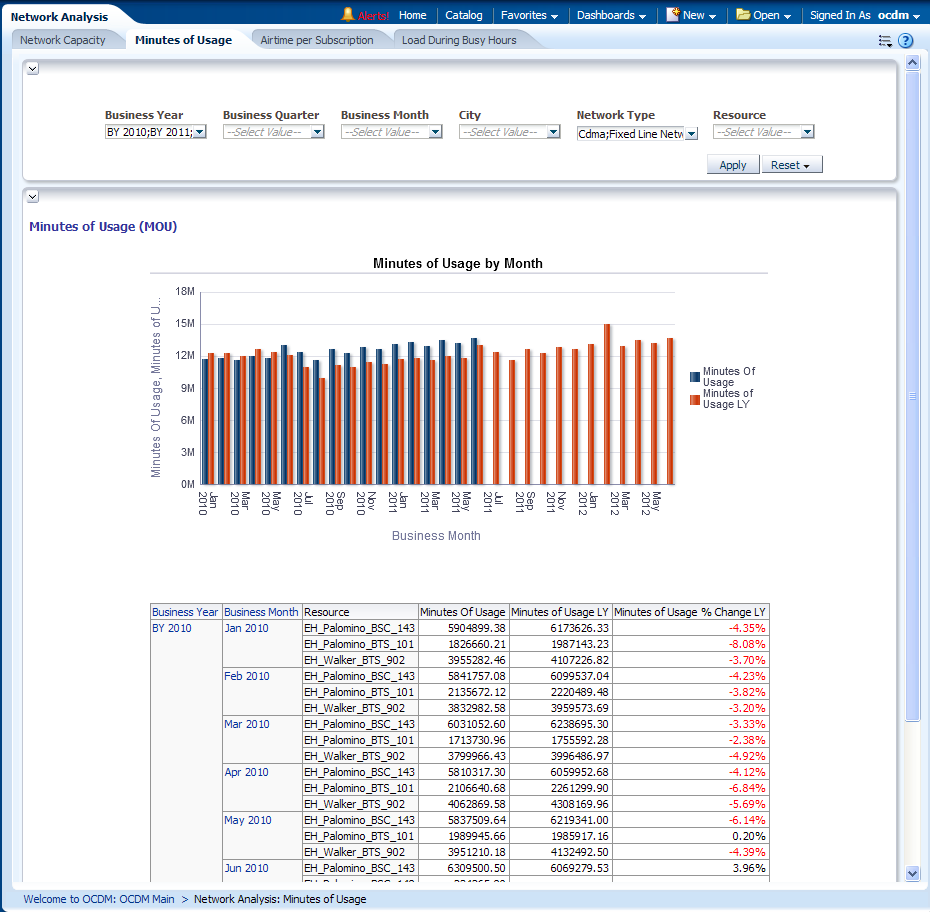 Network Analysis
Alerts! Home Catalog Favorites Dashboards New Open Signed In As ocdm
Network Capacity Minutes of Usage Airtime per Subscription Load During Busy Hours
Business Year Business Quarter Business Month City Network Type Resource
BY 2010;BY 2011; --Select Value-- --Select Value-- --Select Value-- Cdma;Fixed Line Netw --Select Value--
Apply Reset
Minutes of Usage (MOU)
Minutes of Usage by Month
Minutes Of Usage, Minutes of U...
18M
15M
12M
9M
6M
3M
0M
Jan 2010 Mar 2010 May 2010 Jul 2010 Sep 2010 Nov 2010 Jan 2011 Mar 2011 May 2011 Jul 2011 Sep 2011 Nov 2011 Jan 2012 Mar 2012 May 2012
Business Month
Minutes Of
Usage
Minutes of
Usage LY
Business Year Business Month Resource Minutes Of Usage Minutes of Usage LY Minutes of Usage % Change LY
BY 2010 Jan 2010 EH_Palomino_BSC_143 5904899.38 6173626.33 -4.35%
EH_Palomino_BTS_101 1826660.21 1987143.23 -8.08%
EH_Walker_BTS_902 3955282.46 4107226.82 -3.70%
Feb 2010 EH_Palomino_BSC_143 5841757.08 6099537.04 -4.23%
EH_Palomino_BTS_101 2135672.12 2220489.48 -3.82%
EH_Walker_BTS_902 3832982.58 3959573.69 -3.20%
Mar 2010 EH_Palomino_BSC_143 6031052.60 6238695.30 -3.33%
EH_Palomino_BTS_101 1713730.96 1755592.28 -2.38%
EH_Walker_BTS_902 3799966.43 3996486.97 -4.92%
Apr 2010 EH_Palomino_BSC_143 5810317.30 6059952.68 -4.12%
EH_Palomino_BTS_101 2106640.68 2261299.90 -6.84%
EH_Walker_BTS_902 4062869.58 4308169.96 -5.69%
May 2010 EH_Palomino_BSC_143 5837509.64 6219341.00 -6.14%
EH_Palomino_BTS_101 1989945.66 1985917.16 0.20%
EH_Walker_BTS_902 3951210.18 4132492.50 -4.39%
Jun 2010 EH_Palomino_BSC_143 6309500.50 6069279.53 3.96%
Welcome to OCDM: OCDM Main > Network Analysis: Minutes of Usage